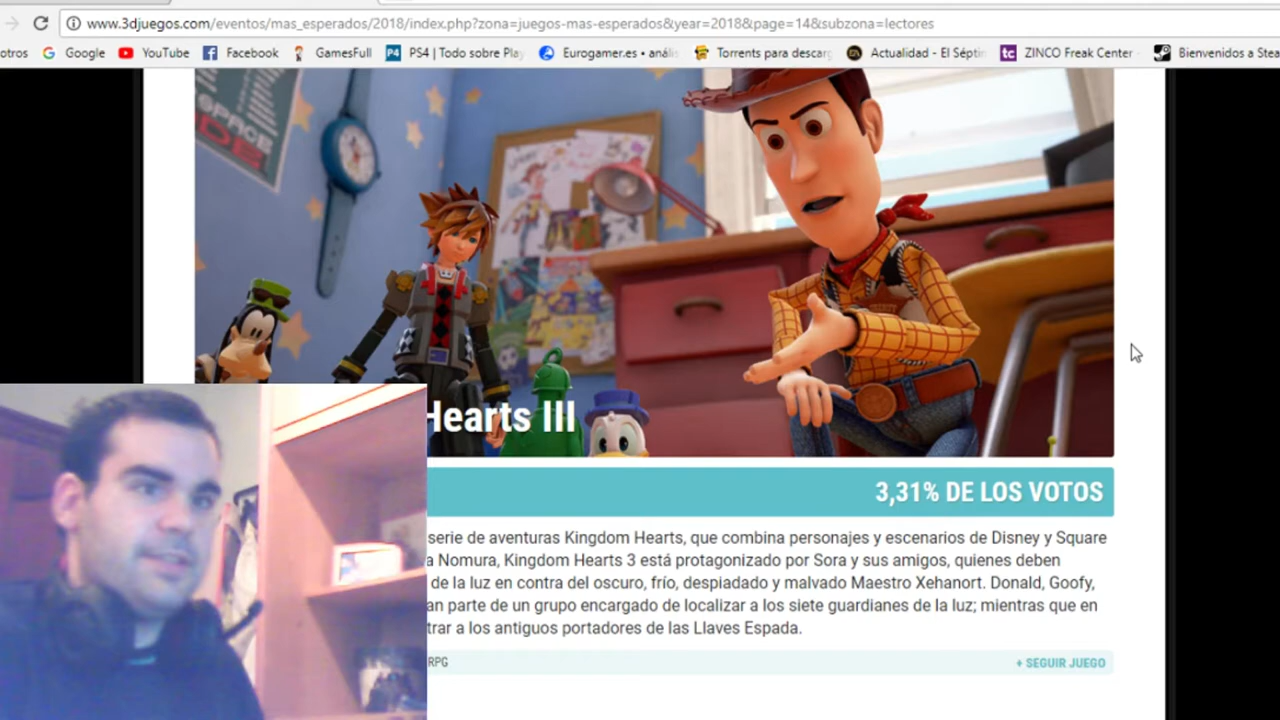 www.3djuegos.com/eventos/mas_esperados/2018/index.php?zona=juegos-mas-esperados&year=2018&page=14&subzona=lectores
otros Google YouTube Facebook GamesFull PS4 | Todo sobre Play Eurogamer.es • anális Torrents para descarg Actualidad - El Séptim ZINCO Freak Center Bienvenidos a Stea
SPACE
Hearts III
3,31% DE LOS VOTOS
serie de aventuras Kingdom Hearts, que combina personajes y escenarios de Disney y Square
a Nomura, Kingdom Hearts 3 está protagonizado por Sora y sus amigos, quienes deben
de la luz en contra del oscuro, frío, despiadado y malvado Maestro Xehanort. Donald, Goofy,
an parte de un grupo encargado de localizar a los siete guardianes de la luz; mientras que en
trar a los antiguos portadores de las Llaves Espada.
RPG
+ SEGUIR JUEGO